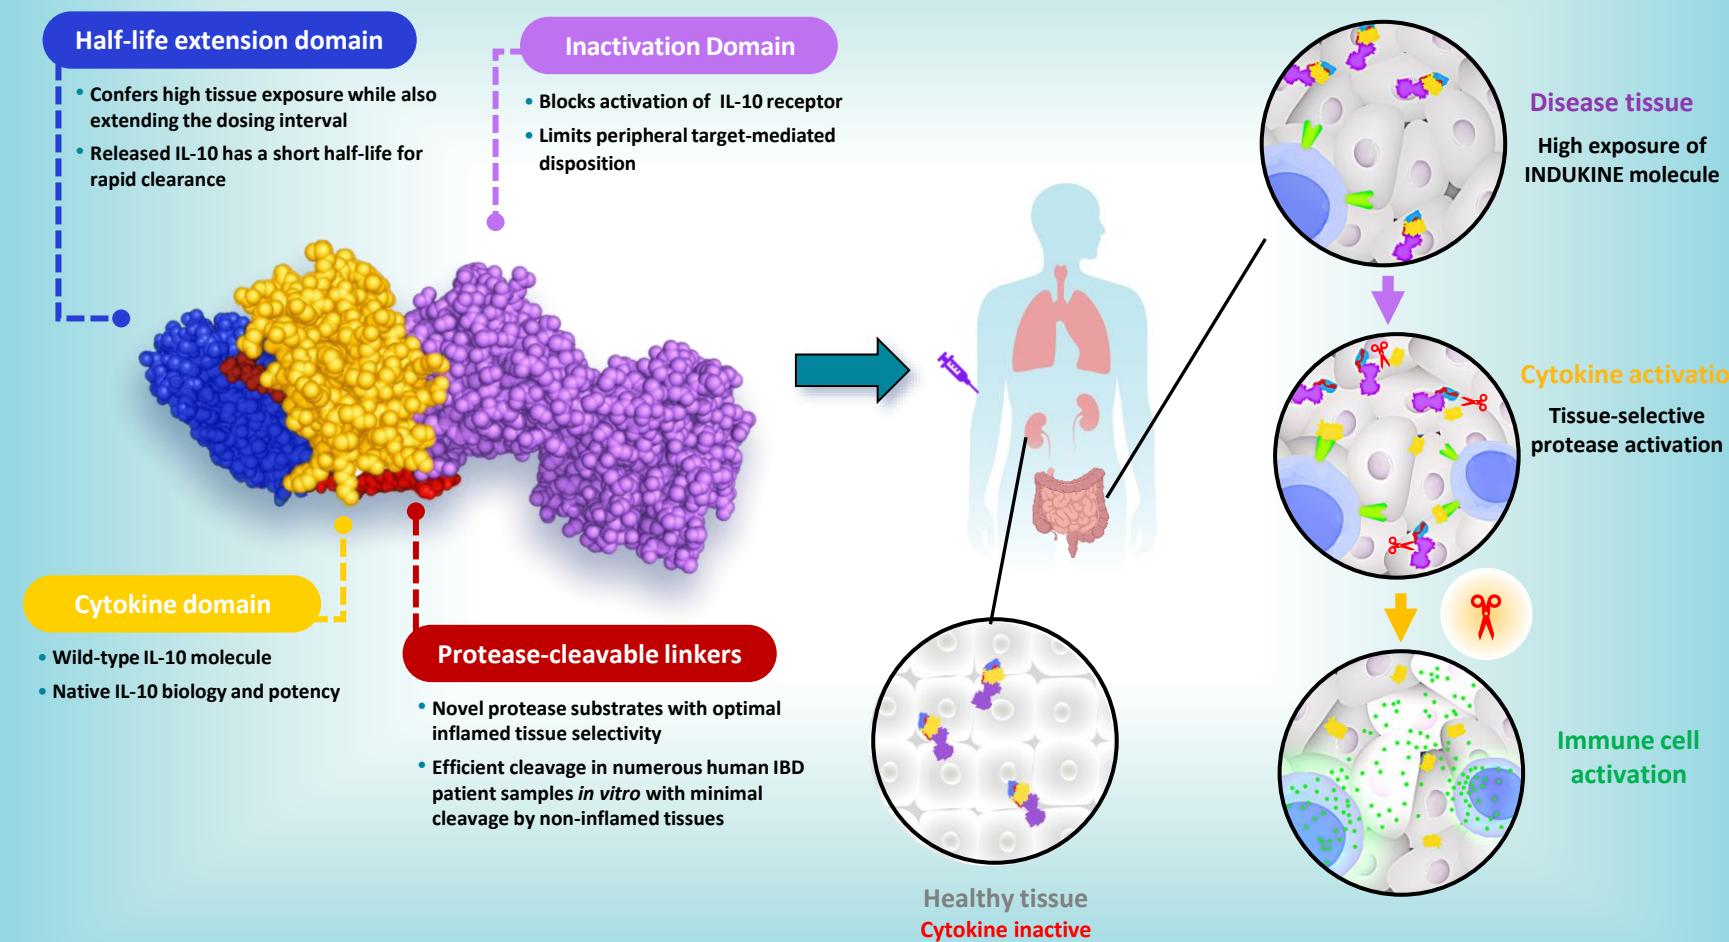 Half-life extension domain
• Confers high tissue exposure while also
extending the dosing interval
• Released IL-10 has a short half-life for
rapid clearance
Inactivation Domain
• Blocks activation of IL-10 receptor
• Limits peripheral target-mediated
disposition
Cytokine domain
• Wild-type IL-10 molecule
• Native IL-10 biology and potency
Protease-cleavable linkers
• Novel protease substrates with optimal
inflamed tissue selectivity
• Efficient cleavage in numerous human IBD
patient samples in vitro with minimal
cleavage by non-inflamed tissues
Healthy tissue
Cytokine inactive
Disease tissue
High exposure of
INDUKINE molecule
Cytokine activatio
Tissue-selective
protease activation
Immune cell
activation